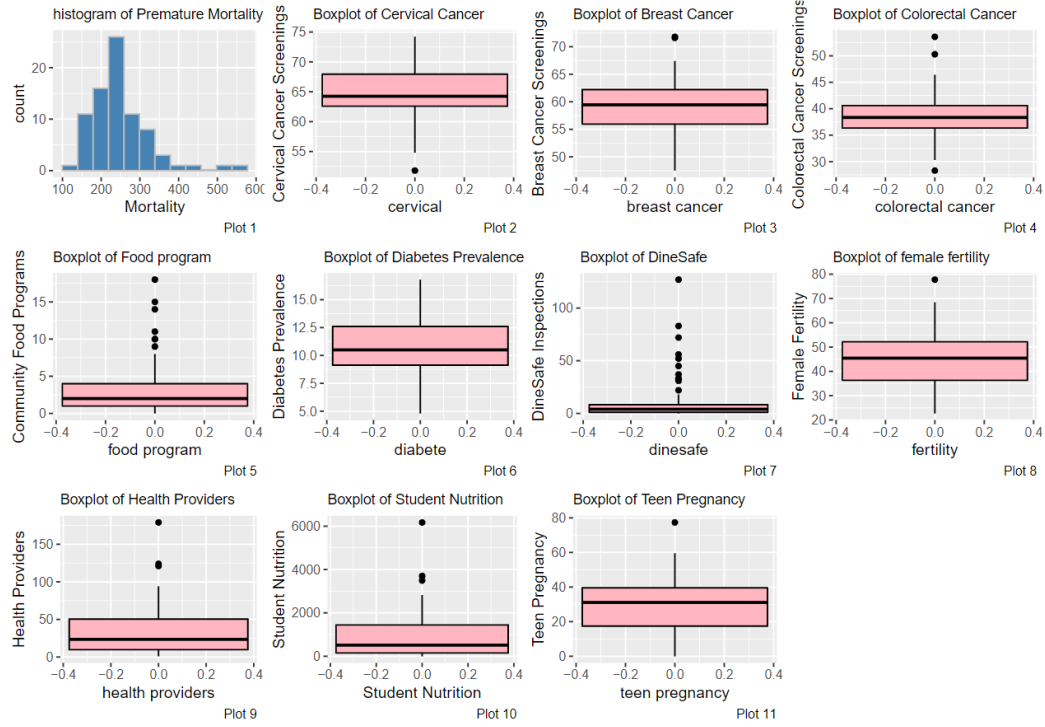 histogram of Premature Mortality
count
20
10
0
100 200 300 400 500 600
Mortality
Plot 1
Boxplot of Cervical Cancer
Cervical Cancer Screenings
75
70
65
60
55
−0.4 −0.2 0.0 0.2 0.4
cervical
Plot 2
Boxplot of Breast Cancer
Breast Cancer Screenings
70
65
60
55
50
−0.4 −0.2 0.0 0.2 0.4
breast cancer
Plot 3
Boxplot of Colorectal Cancer
Colorectal Cancer Screenings
50
45
40
35
30
−0.4 −0.2 0.0 0.2 0.4
colorectal cancer
Plot 4
Boxplot of Food program
Community Food Programs
15
10
5
0
−0.4 −0.2 0.0 0.2 0.4
food program
Plot 5
Boxplot of Diabetes Prevalence
Diabetes Prevalence
15.0
12.5
10.0
7.5
5.0
−0.4 −0.2 0.0 0.2 0.4
diabete
Plot 6
Boxplot of DineSafe
DineSafe Inspections
100
50
0
−0.4 −0.2 0.0 0.2 0.4
dinesafe
Plot 7
Boxplot of female fertility
Female Fertility
80
70
60
50
40
30
20
−0.4 −0.2 0.0 0.2 0.4
fertility
Plot 8
Boxplot of Health Providers
Health Providers
150
100
50
0
−0.4 −0.2 0.0 0.2 0.4
health providers
Plot 9
Boxplot of Student Nutrition
Student Nutrition
6000
4000
2000
0
−0.4 −0.2 0.0 0.2 0.4
Student Nutrition
Plot 10
Boxplot of Teen Pregnancy
Teen Pregnancy
80
60
40
20
0
−0.4 −0.2 0.0 0.2 0.4
teen pregnancy
Plot 11